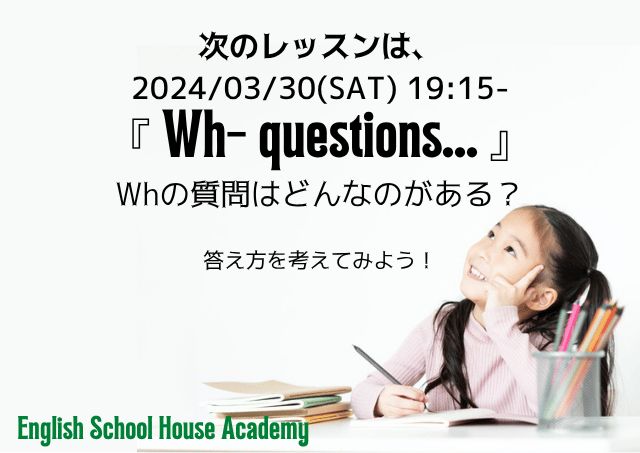 次のレッスンは、
2024/03/30(SAT) 19:15-
『 Wh- questions... 』
Whの質問はどんなのがある？
答え方を考えてみよう！
English School House Academy